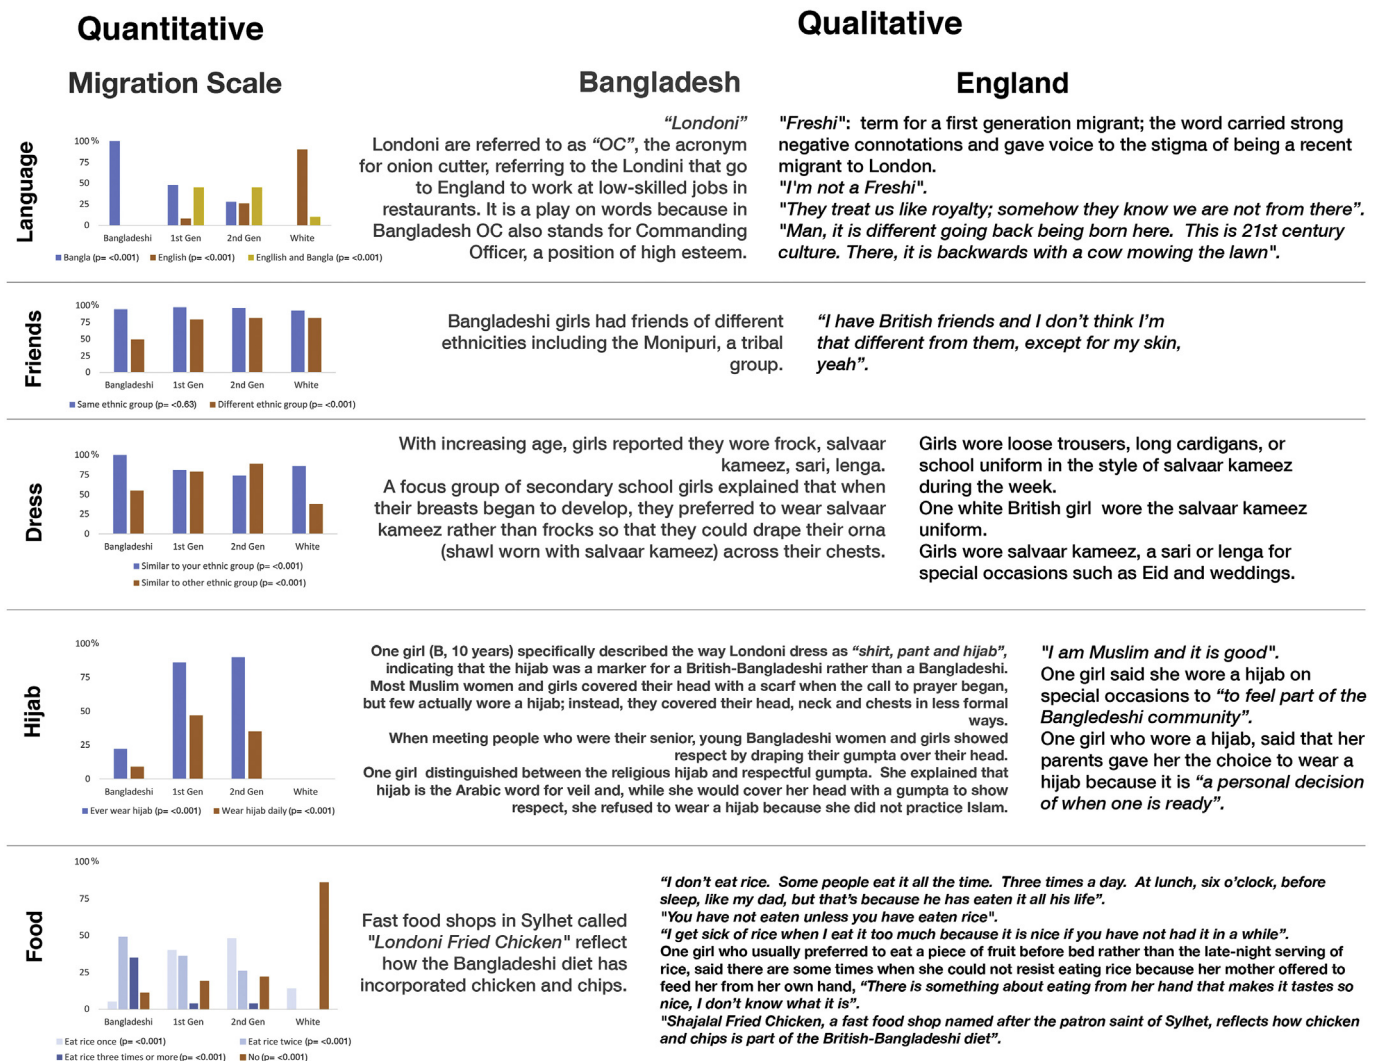 Quantitative
Qualitative
Migration Scale
Bangladesh
England
Language
100 %
75
50
25
0
Bangladeshi 1st Gen 2nd Gen White
Bangla (p= <0.001) English (p= <0.001) Engllish and Bangla (p= <0.001)
“Londoni”
Londoni are referred to as “OC”, the acronym
for onion cutter, referring to the Londini that go
to England to work at low-skilled jobs in
restaurants. It is a play on words because in
Bangladesh OC also stands for Commanding
Officer, a position of high esteem.
"Freshi": term for a first generation migrant; the word carried strong
negative connotations and gave voice to the stigma of being a recent
migrant to London.
"I'm not a Freshi".
"They treat us like royalty; somehow they know we are not from there”.
"Man, it is different going back being born here. This is 21st century
culture. There, it is backwards with a cow mowing the lawn".
Friends
100%
75
50
25
0
Bangladeshi 1st Gen 2nd Gen White
Same ethnic group (p= <0.63) Different ethnic group (p= <0.001)
Bangladeshi girls had friends of different
ethnicities including the Monipuri, a tribal
group.
“I have British friends and I don’t think I’m
that different from them, except for my skin,
yeah”.
Dress
100 %
75
50
25
0
Bangladeshi 1st Gen 2nd Gen White
Similar to your ethnic group (p= <0.001)
Similar to other ethnic group (p= <0.001)
With increasing age, girls reported they wore frock, salvaar
kameez, sari, lenga.
A focus group of secondary school girls explained that when
their breasts began to develop, they preferred to wear salvaar
kameez rather than frocks so that they could drape their orna
(shawl worn with salvaar kameez) across their chests.
Girls wore loose trousers, long cardigans, or
school uniform in the style of salvaar kameez
during the week.
One white British girl wore the salvaar kameez
uniform.
Girls wore salvaar kameez, a sari or lenga for
special occasions such as Eid and weddings.
Hijab
100%
75
50
25
0
Bangladeshi 1st Gen 2nd Gen White
Ever wear hijab (p= <0.001) Wear hijab daily (p= <0.001)
One girl (B, 10 years) specifically described the way Londoni dress as “shirt, pant and hijab”,
indicating that the hijab was a marker for a British-Bangladeshi rather than a Bangladeshi.
Most Muslim women and girls covered their head with a scarf when the call to prayer began,
but few actually wore a hijab; instead, they covered their head, neck and chests in less formal
ways.
When meeting people who were their senior, young Bangladeshi women and girls showed
respect by draping their gumpta over their head.
One girl distinguished between the religious hijab and respectful gumpta. She explained that
hijab is the Arabic word for veil and, while she would cover her head with a gumpta to show
respect, she refused to wear a hijab because she did not practice Islam.
"I am Muslim and it is good".
One girl said she wore a hijab on
special occasions to “to feel part of the
Bangledeshi community”.
One girl who wore a hijab, said that her
parents gave her the choice to wear a
hijab because it is “a personal decision
of when one is ready”.
Food
100 %
75
50
25
0
Bangladeshi 1st Gen 2nd Gen White
Eat rice once (p= <0.001) Eat rice twice (p= <0.001)
Eat rice three times or more (p= <0.001) No (p= <0.001)
Fast food shops in Sylhet called
"Londoni Fried Chicken" reflect
how the Bangladeshi diet has
incorporated chicken and chips.
“I don’t eat rice. Some people eat it all the time. Three times a day. At lunch, six o’clock, before
sleep, like my dad, but that’s because he has eaten it all his life”.
"You have not eaten unless you have eaten rice".
“I get sick of rice when I eat it too much because it is nice if you have not had it in a while”.
One girl who usually preferred to eat a piece of fruit before bed rather than the late-night serving of
rice, said there are some times when she could not resist eating rice because her mother offered to
feed her from her own hand, “There is something about eating from her hand that makes it tastes so
nice, I don’t know what it is”.
"Shajalal Fried Chicken, a fast food shop named after the patron saint of Sylhet, reflects how chicken
and chips is part of the British-Bangladeshi diet”.